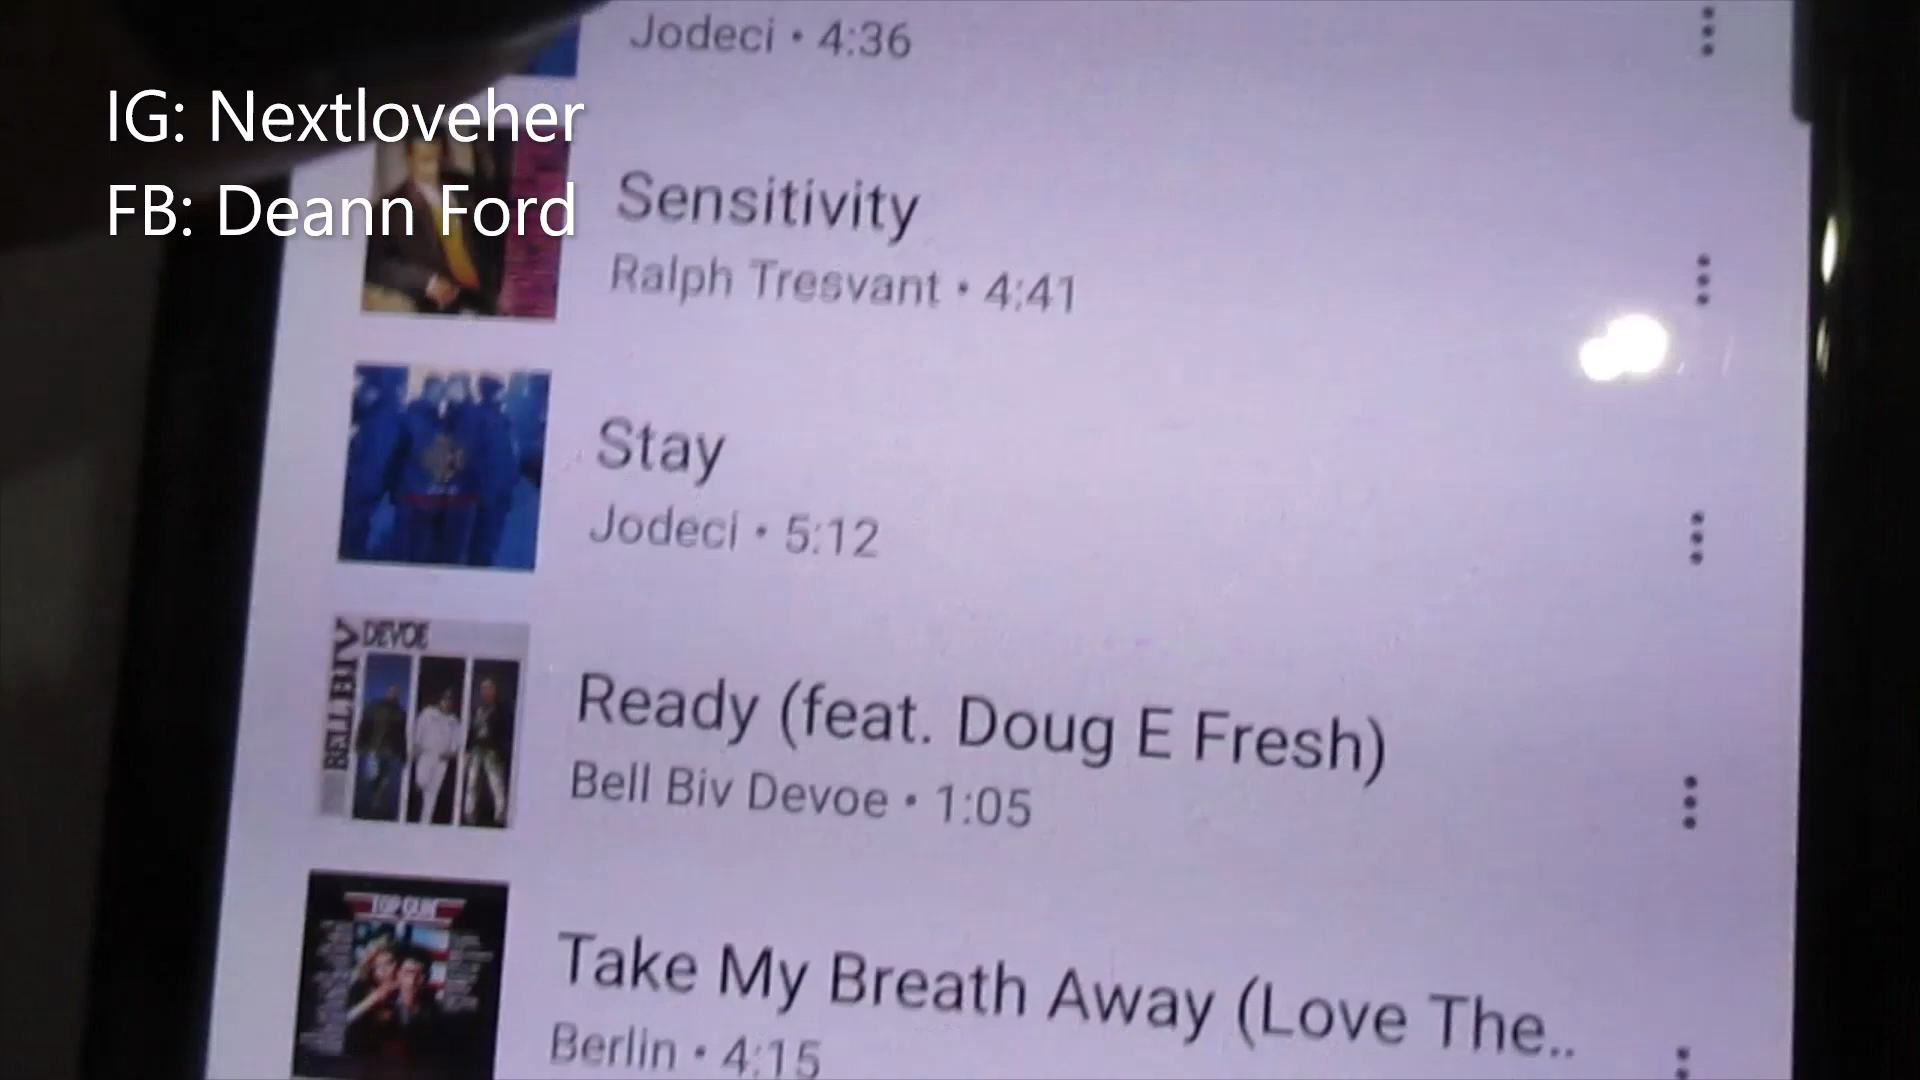 Jodeci • 4:36
IG: Nextloveher
FB: Deann Ford
Sensitivity
Ralph Tresvant • 4:41
Stay
Jodeci • 5:12
BELL BIV DEVOE
Ready (feat. Doug E Fresh)
Bell Biv Devoe • 1:05
TOP GUN
Take My Breath Away (Love The..
Berlin • 4:15